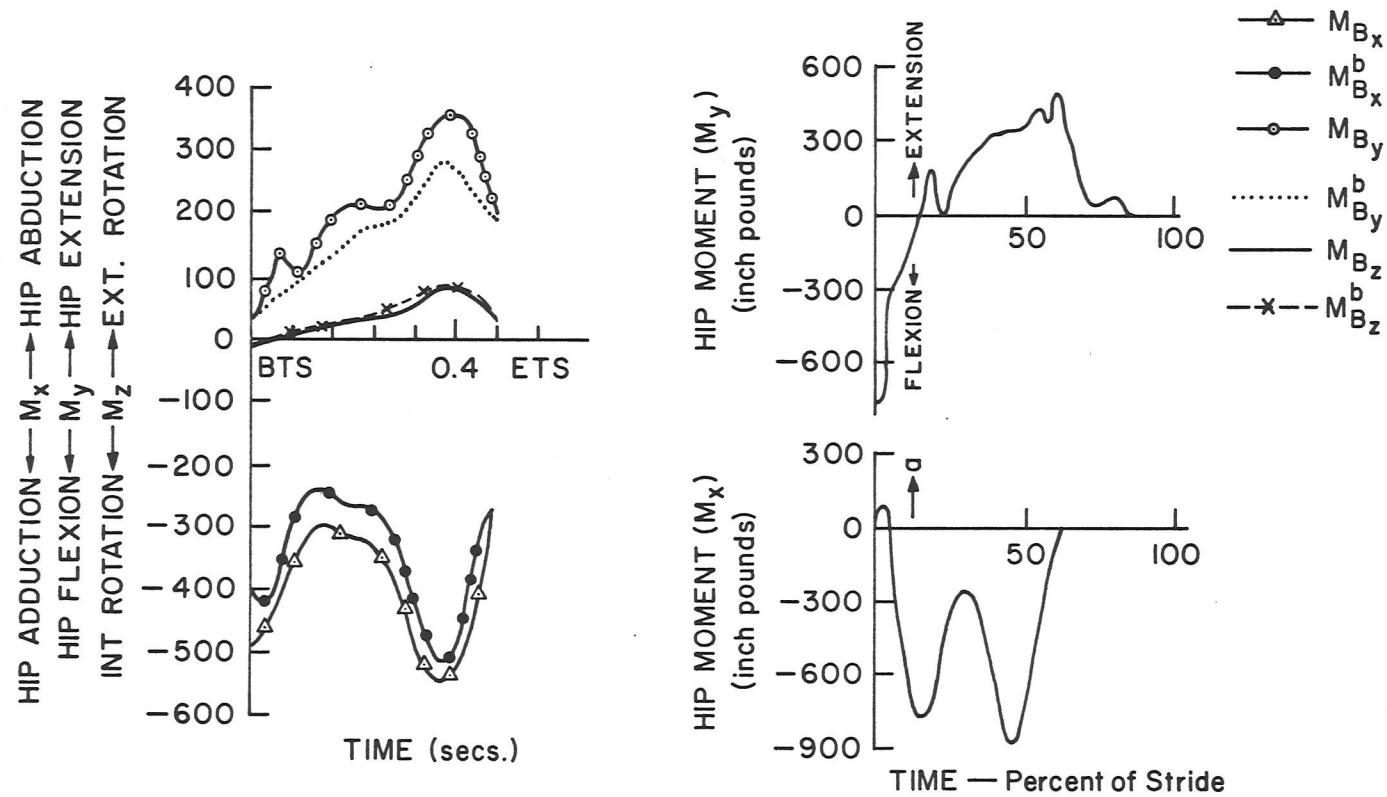 HIP ADDUCTION ← Mx → HIP ABDUCTION
HIP FLEXION ← My → HIP EXTENSION
INT ROTATION ← Mz → EXT. ROTATION
400
300
200
100
0
−100
−200
−300
−400
−500
−600
BTS 0.4 ETS
TIME (secs.)
HIP MOMENT (My)
(inch pounds)
600
300
0
−300
−600
FLEXION ← → EXTENSION
50 100
HIP MOMENT (Mx)
(inch pounds)
300
0
−300
−600
−900
→ a
50 100
TIME — Percent of Stride
MBx
MbBx
MBy
MbBy
MBz
MbBz